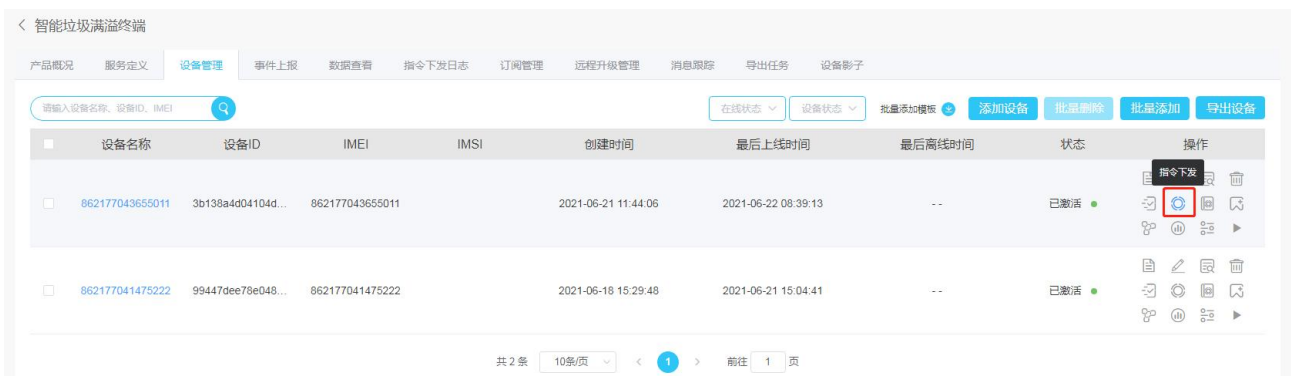 智能垃圾满溢终端
产品概况 服务定义 设备管理 事件上报 数据查看 指令下发日志 订阅管理 远程升级管理 消息跟踪 导出任务 设备影子
请输入设备名称、设备ID、IMEI 在线状态 设备状态 批量添加模板 添加设备 批量删除 批量添加 导出设备
设备名称 设备ID IMEI IMSI 创建时间 最后上线时间 最后离线时间 状态 操作
指令下发
862177043655011 3b138a4d04104d... 862177043655011 2021-06-21 11:44:06 2021-06-22 08:39:13 -- 已激活
862177041475222 99447dee78e048... 862177041475222 2021-06-18 15:29:48 2021-06-21 15:04:41 -- 已激活
共 2 条 10条/页 1 前往 1 页